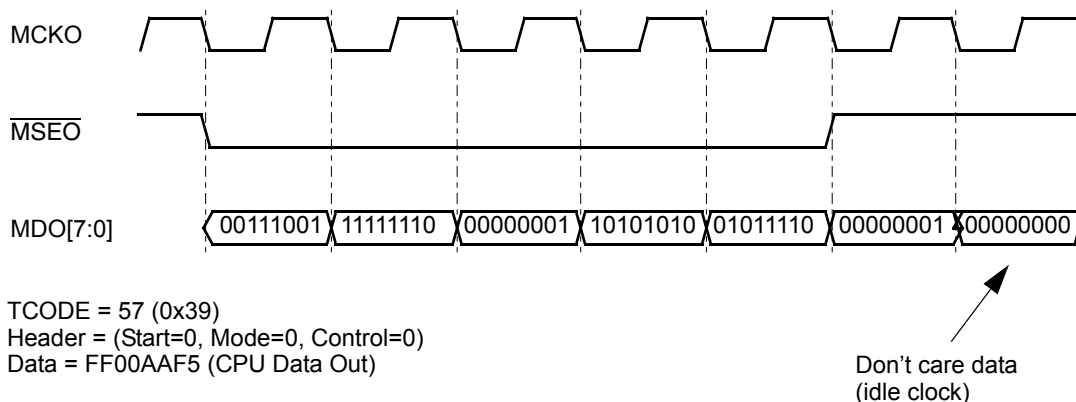 MCKO
MSEO
MDO[7:0]
00111001 11111110 00000001 10101010 01011110 00000001 00000000
TCODE = 57 (0x39)
Header = (Start=0, Mode=0, Control=0)
Data = FF00AAF5 (CPU Data Out)
Don’t care data
(idle clock)